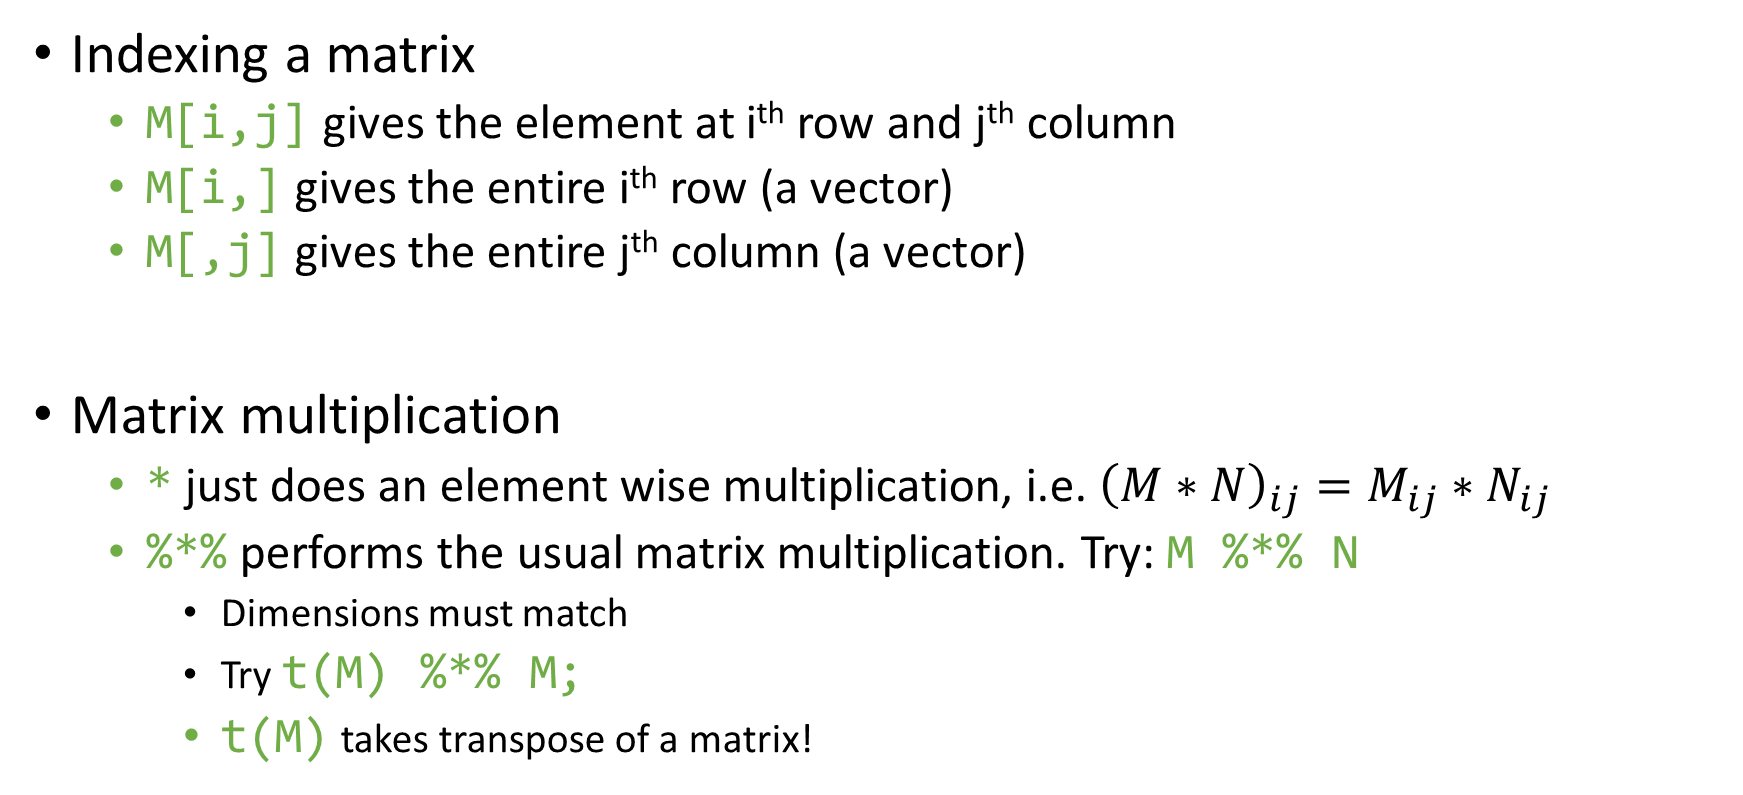 • Indexing a matrix
• M[i,j] gives the element at iᵗʰ row and jᵗʰ column
• M[i,] gives the entire iᵗʰ row (a vector)
• M[,j] gives the entire jᵗʰ column (a vector)
• Matrix multiplication
• * just does an element wise multiplication, i.e. (M ∗ N)ᵢⱼ = Mᵢⱼ ∗ Nᵢⱼ
• %*% performs the usual matrix multiplication. Try: M %*% N
• Dimensions must match
• Try t(M) %*% M;
• t(M) takes transpose of a matrix!